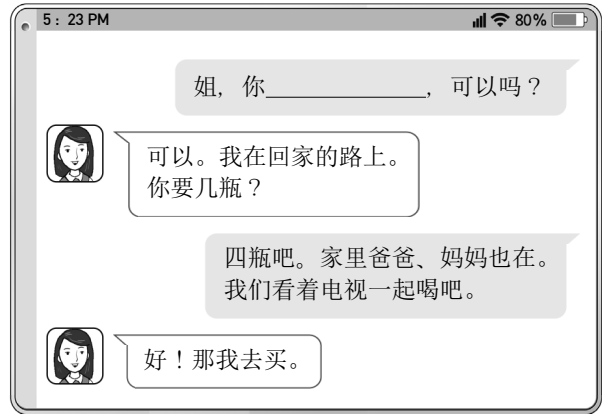 5：23 PM 80%
姐，你____________，可以吗？
可以。我在回家的路上。
你要几瓶？
四瓶吧。家里爸爸、妈妈也在。
我们看着电视一起喝吧。
好！那我去买。